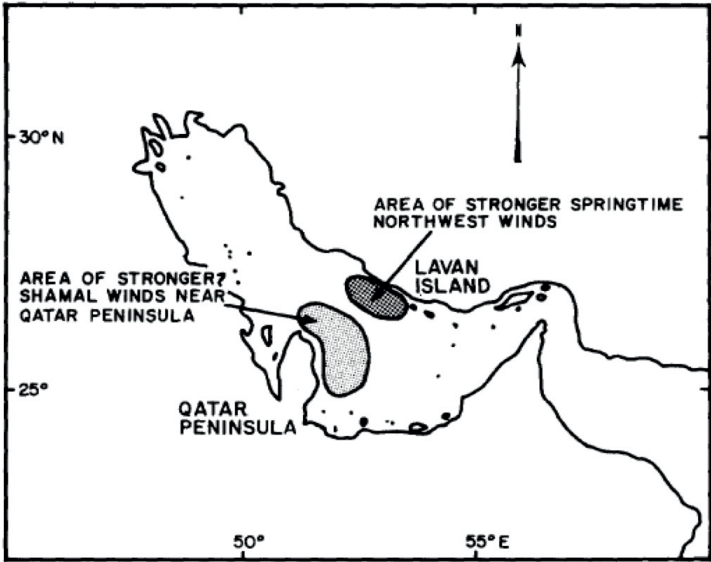 N
30°N
AREA OF STRONGER SPRINGTIME
NORTHWEST WINDS
LAVAN
ISLAND
AREA OF STRONGER?
SHAMAL WINDS NEAR
QATAR PENINSULA
25°
QATAR
PENINSULA
50°
55°E